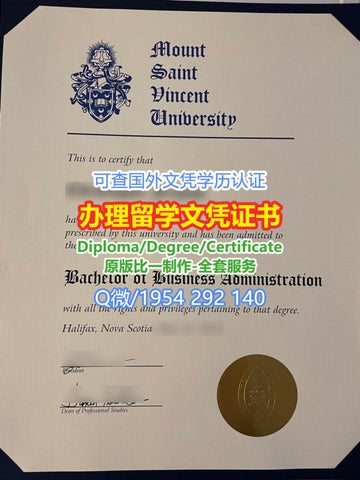 Mount
Saint
Vincent
University
This is to certify that
可查国外文凭学历认证
办理留学文凭证书
prescribed by this university and has been admitted to
Diploma/Degree/Certificate
原版比一制作-全套服务
Bachelor of Business Administration
Q微/1954 292 140
with all the rights and privileges pertaining to that degree.
Halifax, Nova Scotia
Dean of Professional Studies